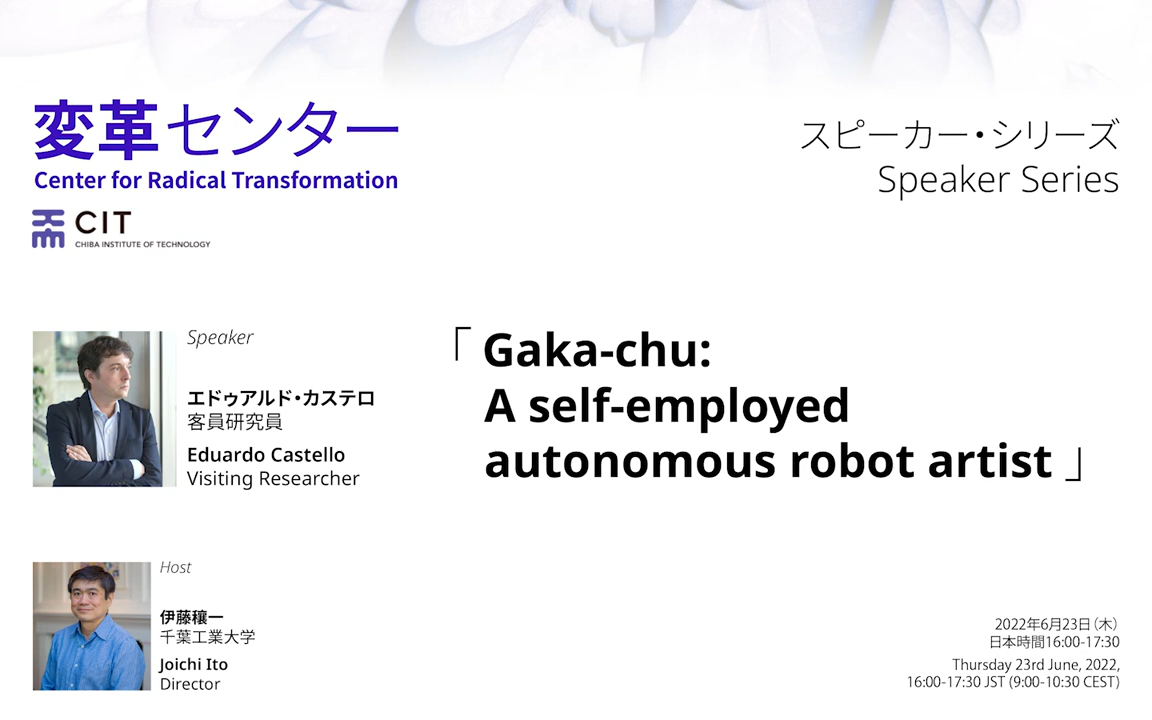 変革センター
Center for Radical Transformation
CIT
CHIBA INSTITUTE OF TECHNOLOGY
スピーカー・シリーズ
Speaker Series
Speaker
エドゥアルド・カステロ
客員研究員
Eduardo Castello
Visiting Researcher
「Gaka-chu:
A self-employed
autonomous robot artist」
Host
伊藤穰一
千葉工業大学
Joichi Ito
Director
2022年6月23日（木）
日本時間16:00-17:30
Thursday 23rd June, 2022,
16:00-17:30 JST (9:00-10:30 CEST)